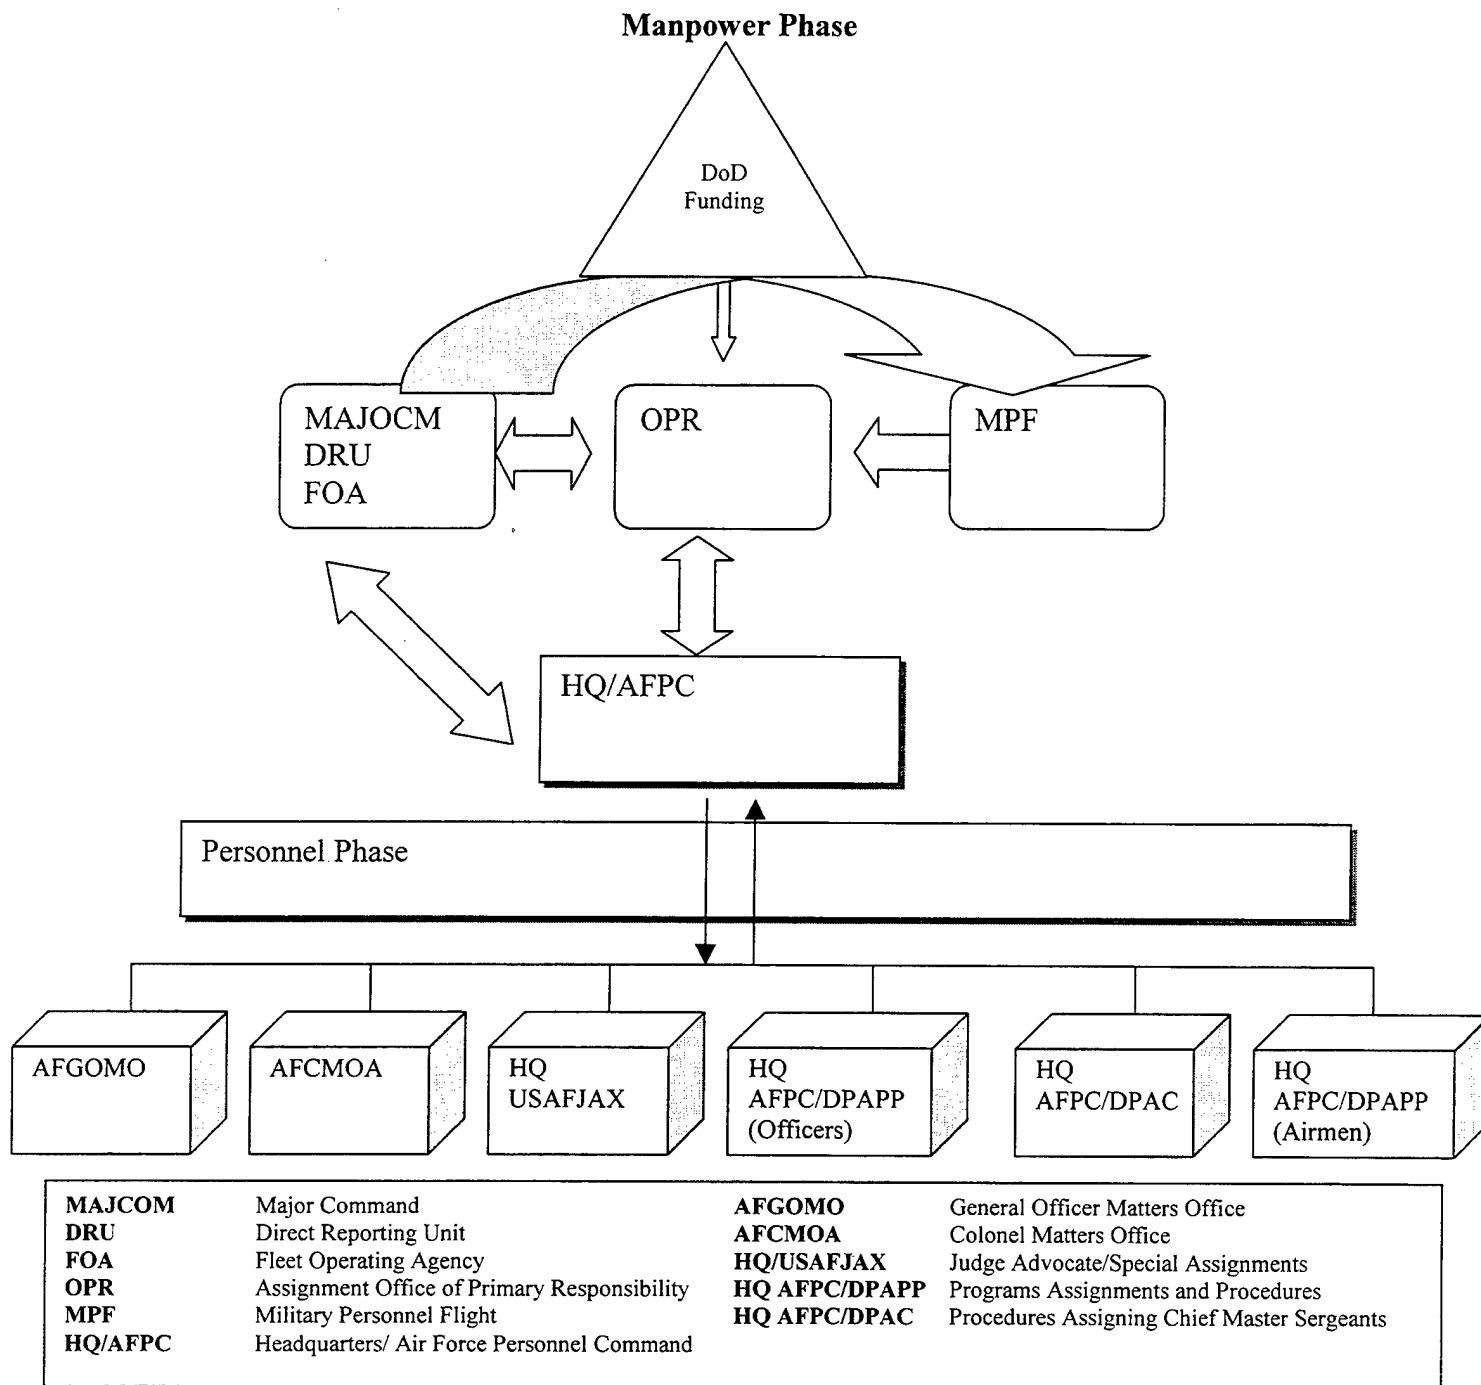 Manpower Phase
DoD
Funding
MAJOCM
DRU
FOA
OPR
MPF
HQ/AFPC
Personnel Phase
AFGOMO
AFCMOA
HQ
USAFJAX
HQ
AFPC/DPAPP
(Officers)
HQ
AFPC/DPAC
HQ
AFPC/DPAPP
(Airmen)
MAJCOM Major Command
DRU Direct Reporting Unit
FOA Fleet Operating Agency
OPR Assignment Office of Primary Responsibility
MPF Military Personnel Flight
HQ/AFPC Headquarters/ Air Force Personnel Command
AFGOMO General Officer Matters Office
AFCMOA Colonel Matters Office
HQ/USAFJAX Judge Advocate/Special Assignments
HQ AFPC/DPAPP Programs Assignments and Procedures
HQ AFPC/DPAC Procedures Assigning Chief Master Sergeants